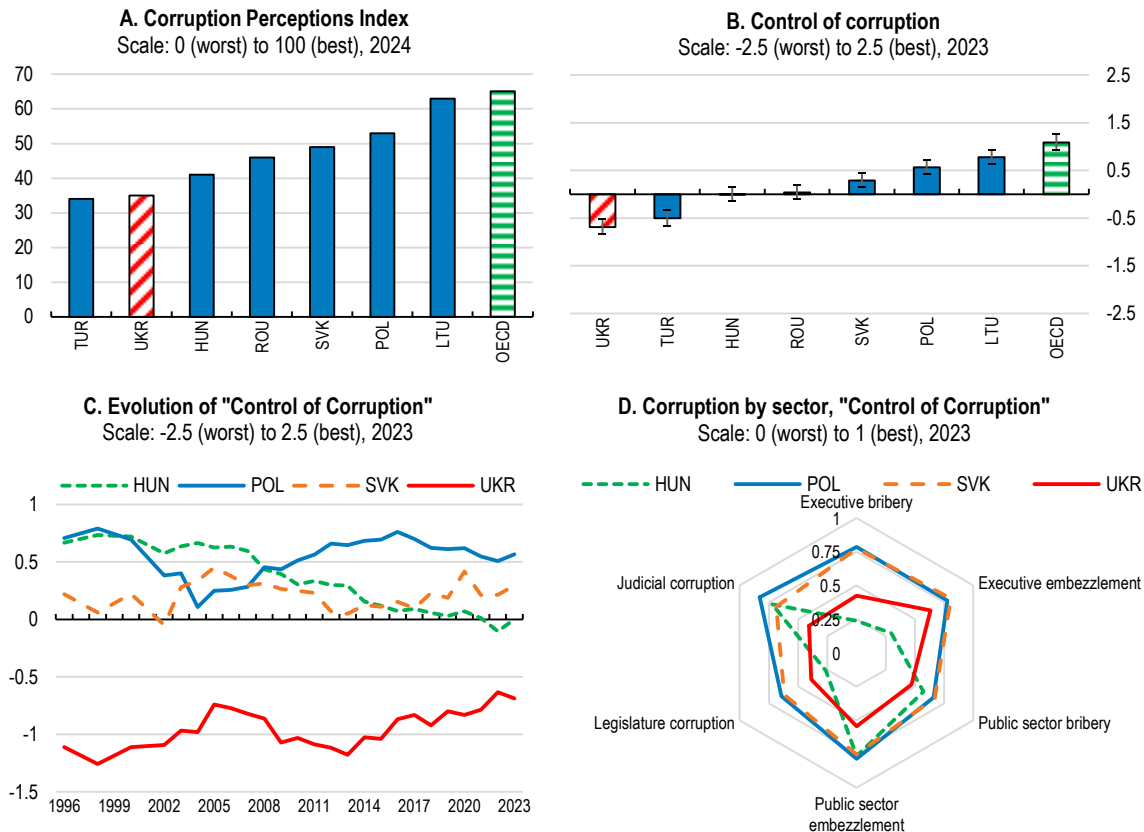 A. Corruption Perceptions Index
Scale: 0 (worst) to 100 (best), 2024
70
60
50
40
30
20
10
0
TUR
UKR
HUN
ROU
SVK
POL
LTU
OECD
B. Control of corruption
Scale: -2.5 (worst) to 2.5 (best), 2023
2.5
1.5
0.5
-0.5
-1.5
-2.5
UKR
TUR
HUN
ROU
SVK
POL
LTU
OECD
C. Evolution of "Control of Corruption"
Scale: -2.5 (worst) to 2.5 (best), 2023
HUN POL SVK UKR
1
0.5
0
-0.5
-1
-1.5
1996 1999 2002 2005 2008 2011 2014 2017 2020 2023
D. Corruption by sector, "Control of Corruption"
Scale: 0 (worst) to 1 (best), 2023
HUN POL SVK UKR
Executive bribery
1
0.75
0.5
0.25
0
Judicial corruption
Executive embezzlement
Legislature corruption
Public sector bribery
Public sector
embezzlement